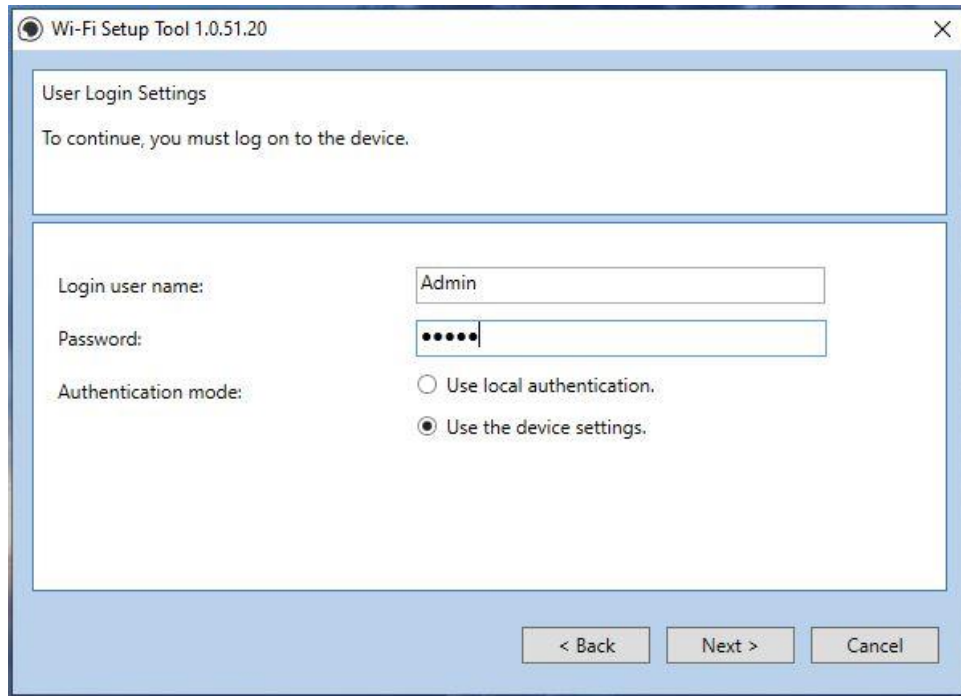 Wi-Fi Setup Tool 1.0.51.20
User Login Settings
To continue, you must log on to the device.
Login user name:
Admin
Password:
●●●●●
Authentication mode:
Use local authentication.
Use the device settings.
< Back
Next >
Cancel